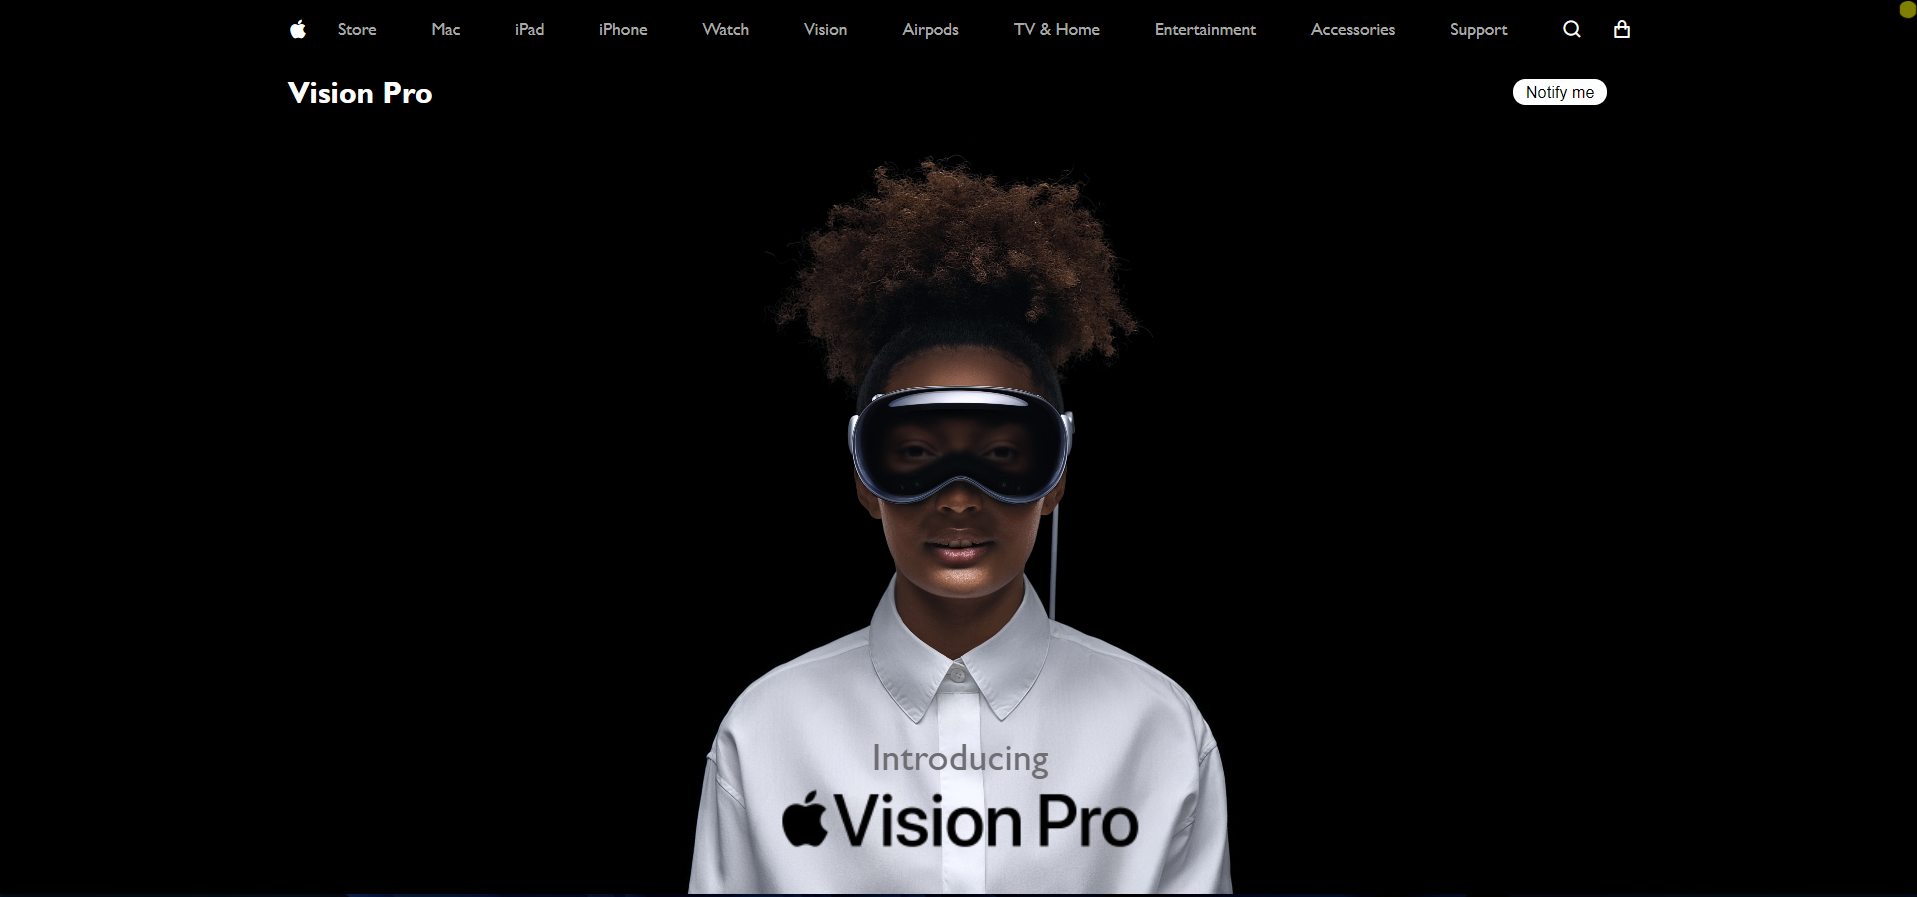 Store Mac iPad iPhone Watch Vision Airpods TV & Home Entertainment Accessories Support
Vision Pro Notify me
Introducing
Vision Pro